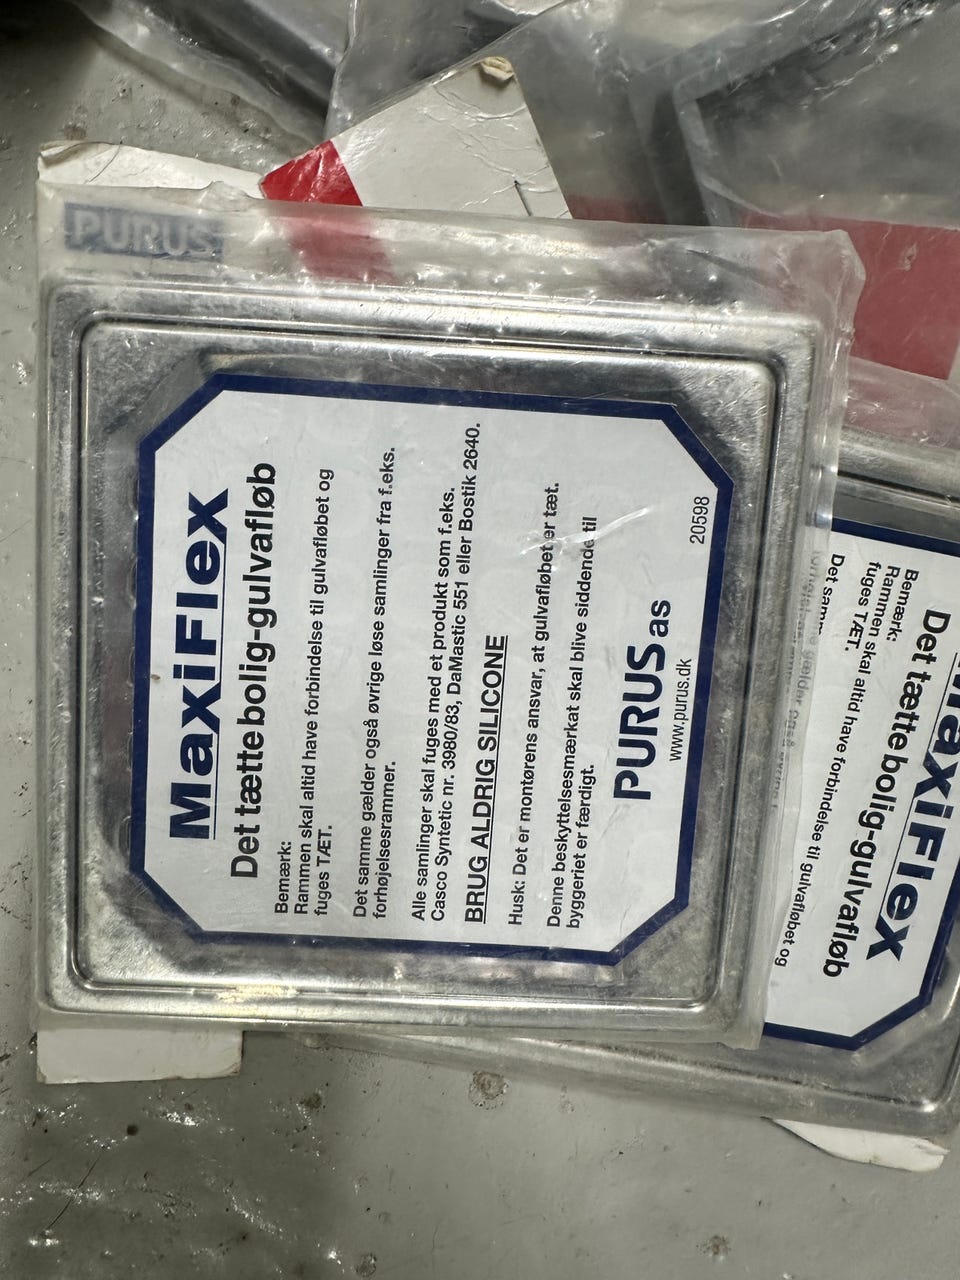 PURUS
MaxiFlex
Det tætte bolig-gulvafløb
Bemærk:
Rammen skal altid have forbindelse til gulvafløbet og
fuges TÆT.
Det samme gælder også øvrige løse samlinger fra f.eks.
forhøjelsesrammer.
Alle samlinger skal fuges med et produkt som f.eks.
Casco Syntetic nr. 3980/83, DaMastic 551 eller Bostik 2640.
BRUG ALDRIG SILICONE
Husk: Det er montørens ansvar, at gulvafløbet er tæt.
Denne beskyttelsesmærkat skal blive siddende til
byggeriet er færdigt.
PURUS as
www.purus.dk
20598
MaxiFlex
Det tætte bolig-gulvafløb
Bemærk:
Rammen skal altid have forbindelse til gulvafløbet og
fuges TÆT.
Det